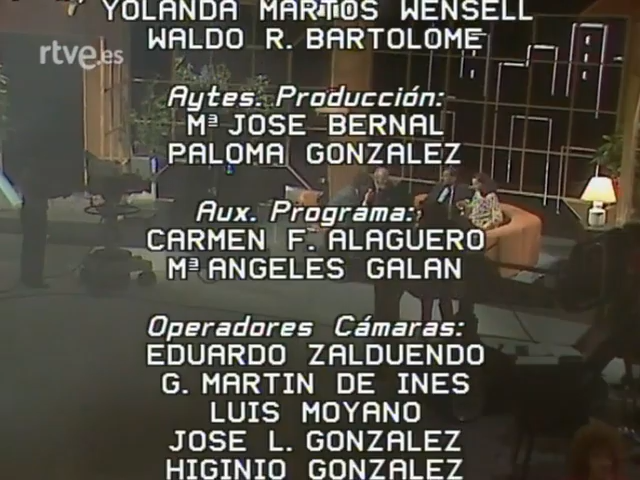 YOLANDA MARTOS WENSELL
WALDO R. BARTOLOME
rtve.es
Aytes. Producción:
Mª JOSE BERNAL
PALOMA GONZALEZ
Aux. Programa:
CARMEN F. ALAGUERO
Mª ANGELES GALAN
Operadores Cámaras:
EDUARDO ZALDUENDO
G. MARTIN DE INES
LUIS MOYANO
JOSE L. GONZALEZ
HIGINIO GONZALEZ